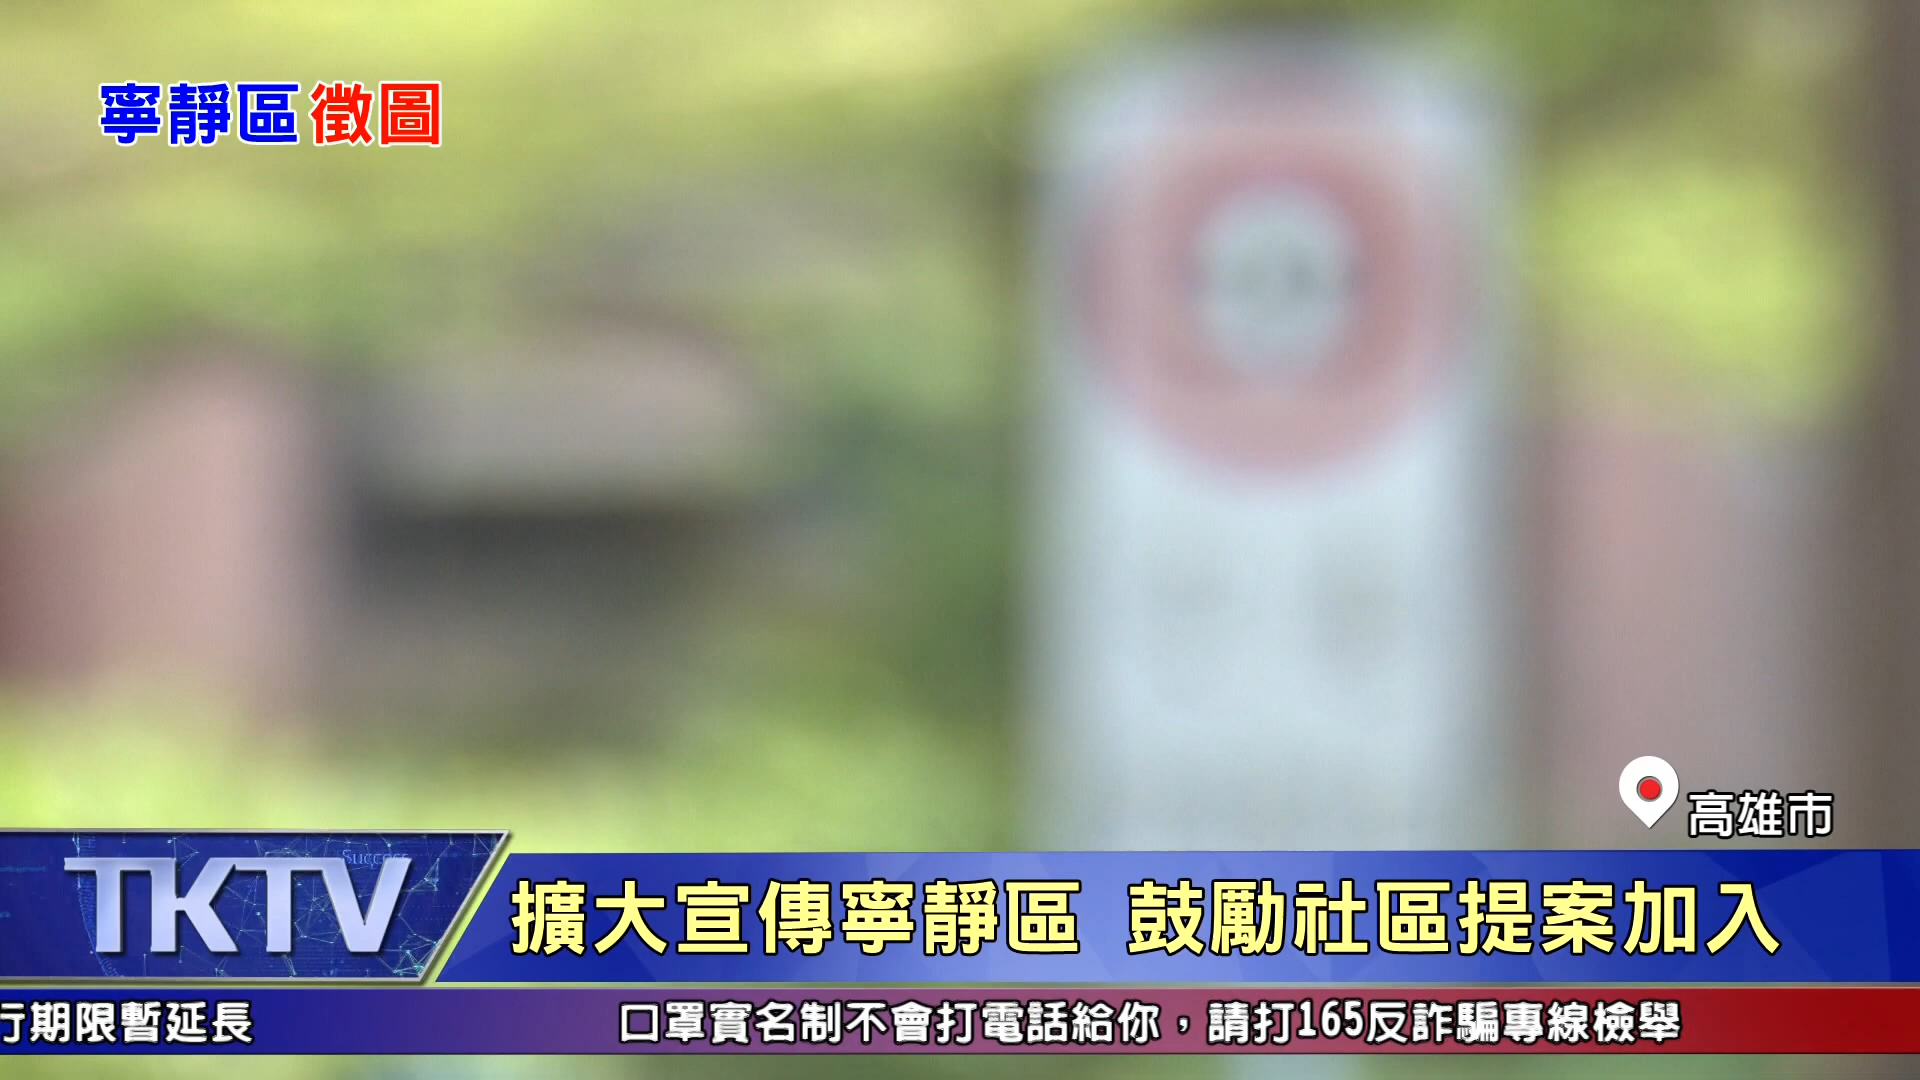 寧靜區徵圖
高雄市
Success
TKTV
擴大宣傳寧靜區 鼓勵社區提案加入
行期限暫延長 口罩實名制不會打電話給你，請打165反詐騙專線檢舉